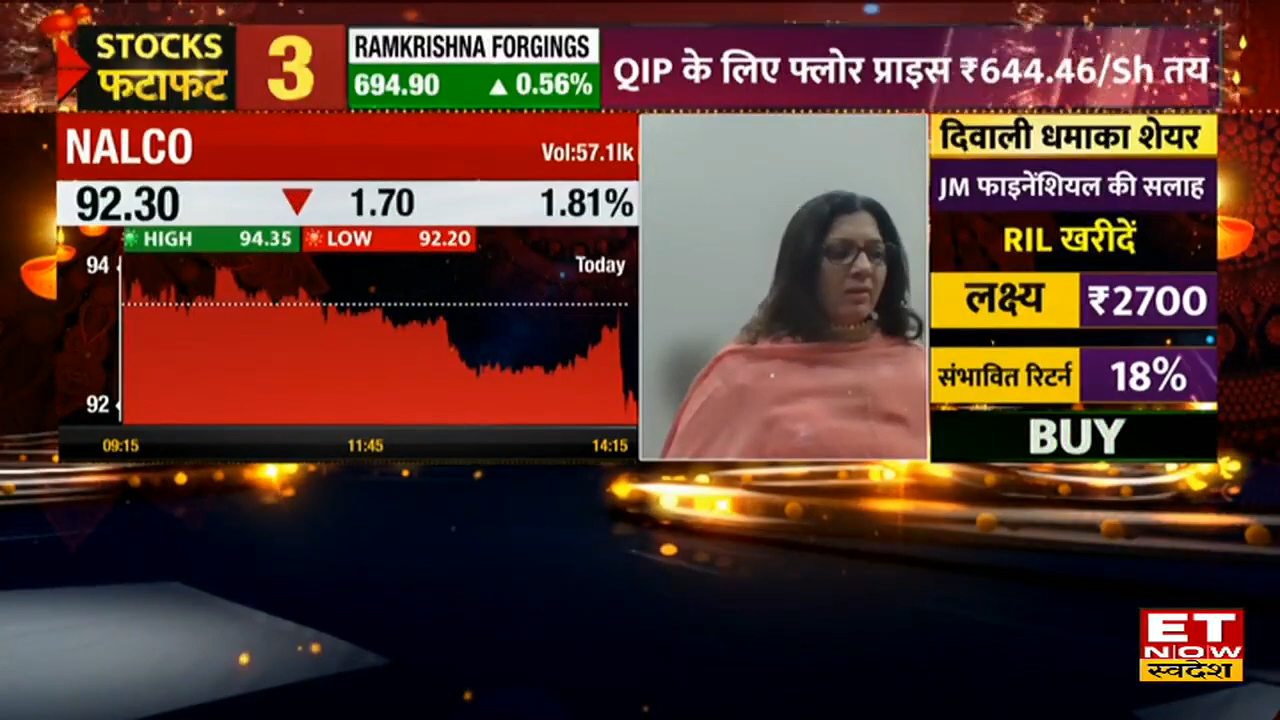 STOCKS
फटाफट
3
RAMKRISHNA FORGINGS
694.90 ▲ 0.56%
QIP के लिए फ्लोर प्राइस ₹644.46/Sh तय
NALCO
Vol:57.1lk
92.30 ▼ 1.70 1.81%
HIGH 94.35 LOW 92.20
94
Today
92
09:15 11:45 14:15
दिवाली धमाका शेयर
JM फाइनेंशियल की सलाह
RIL खरीदें
लक्ष्य ₹2700
संभावित रिटर्न 18%
BUY
ET
NOW
स्वदेश